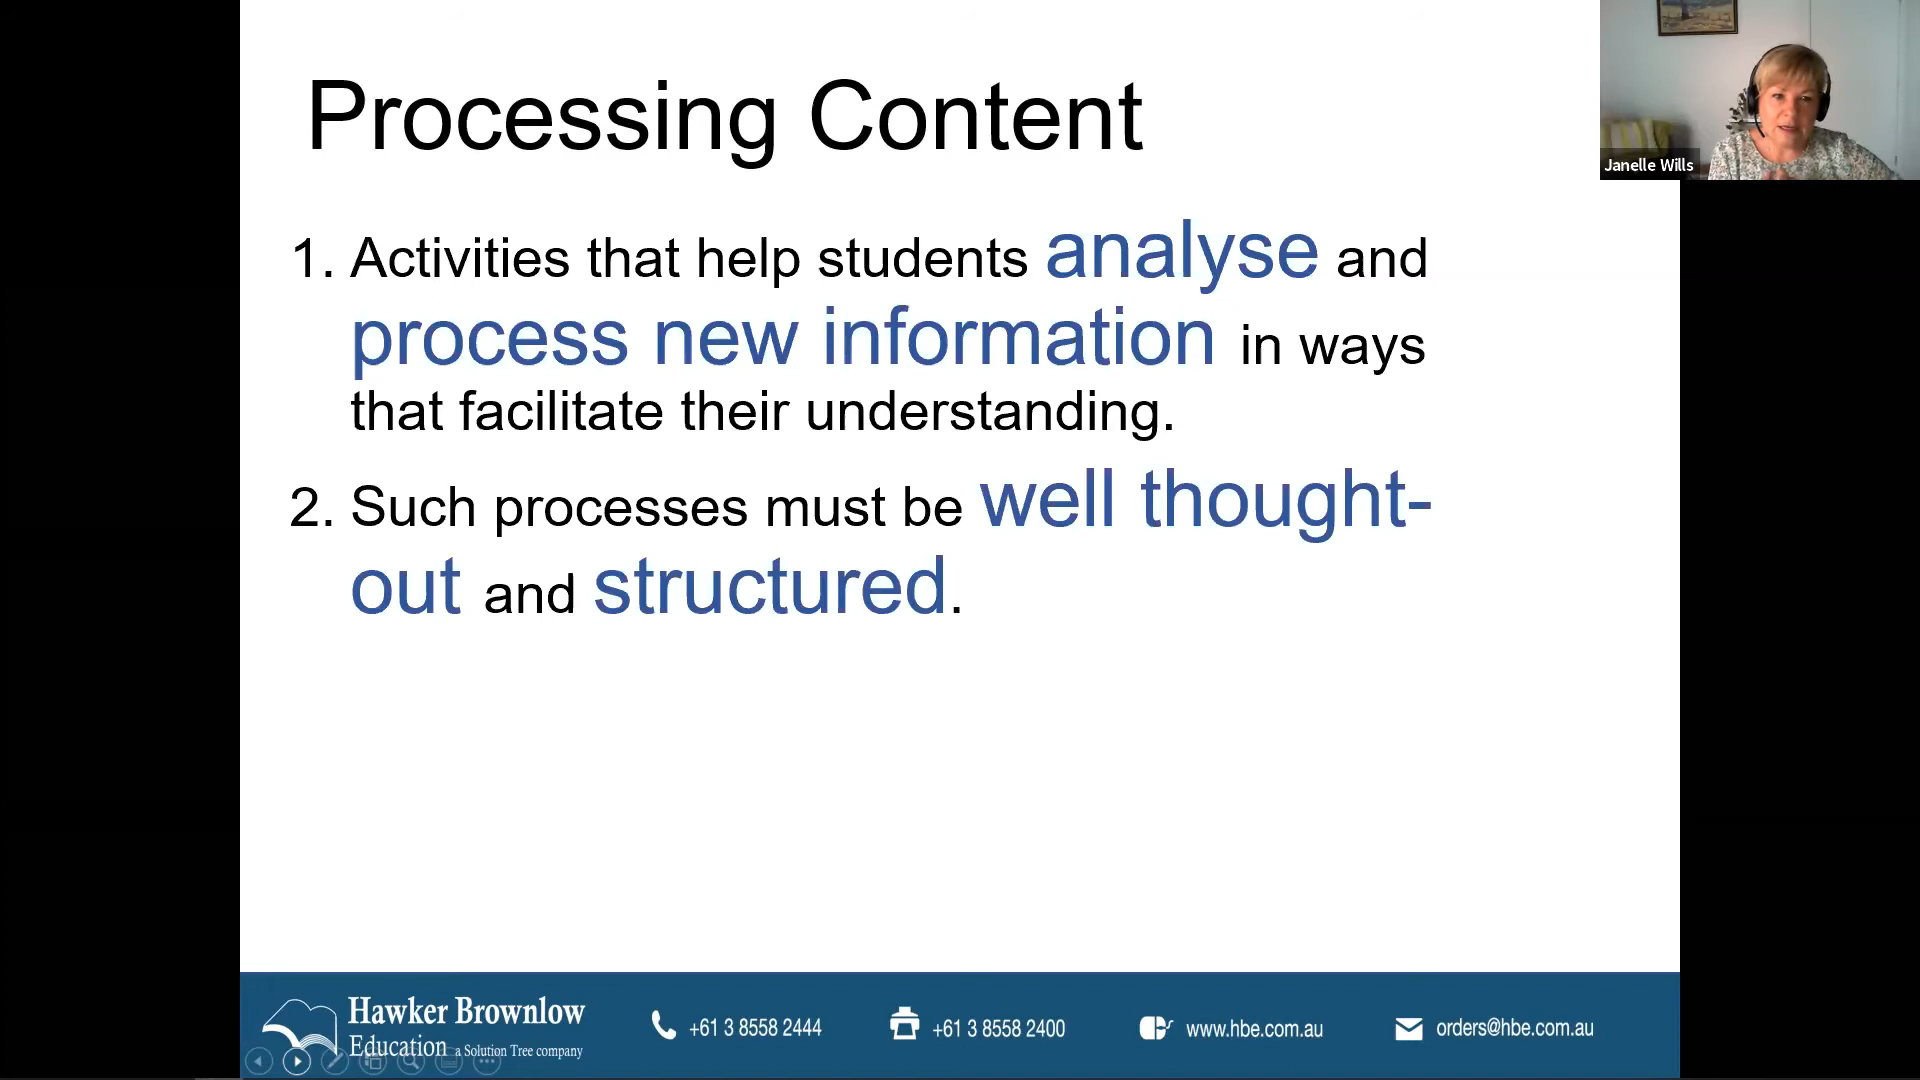 Processing Content
Janelle Wills
1. Activities that help students analyse and
process new information in ways
that facilitate their understanding.
2. Such processes must be well thought-
out and structured.
Hawker Brownlow
Education a Solution Tree company
+61 3 8558 2444
+61 3 8558 2400
www.hbe.com.au
orders@hbe.com.au